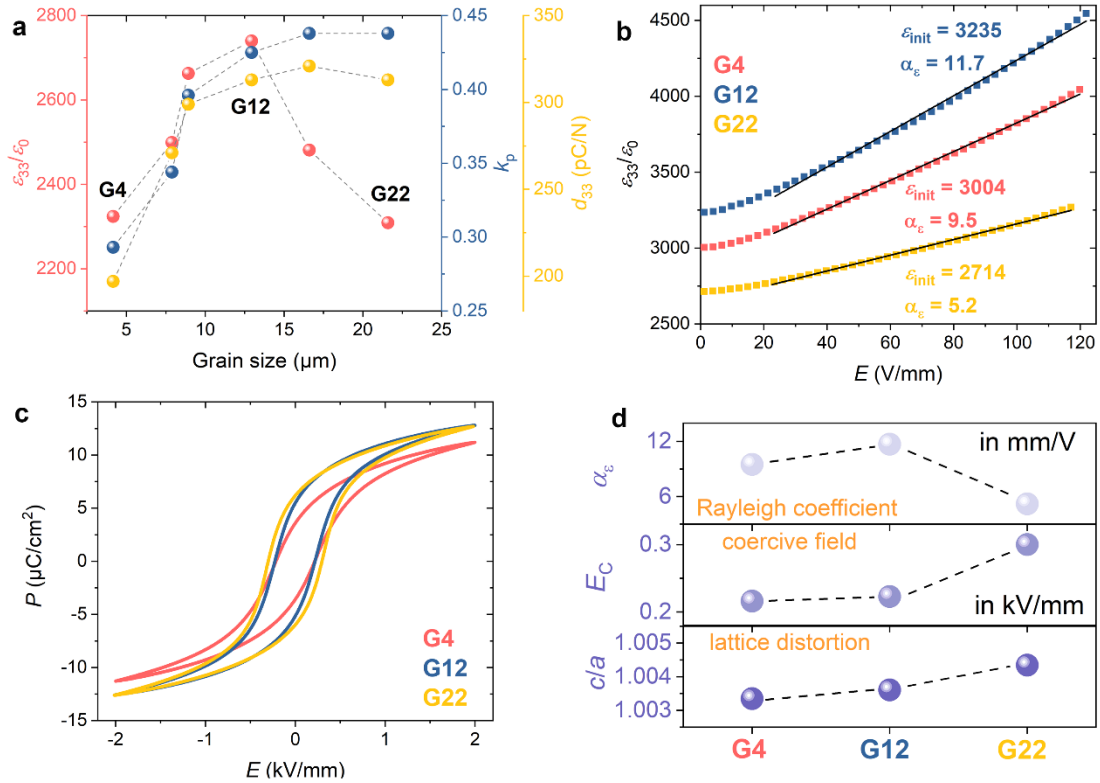 a
2800
2600
2400
2200
ε33/ε0
G4
G12
G22
5
10
15
20
25
Grain size (μm)
0.45
0.40
0.35
0.30
0.25
kp
350
300
250
200
d33 (pC/N)
b
4500
4000
3500
3000
2500
ε33/ε0
G4
G12
G22
εinit = 3235
αε = 11.7
εinit = 3004
αε = 9.5
εinit = 2714
αε = 5.2
0
20
40
60
80
100
120
E (V/mm)
c
15
10
5
0
-5
-10
-15
P (μC/cm²)
G4
G12
G22
-2
-1
0
1
2
E (kV/mm)
d
12
6
αε
in mm/V
Rayleigh coefficient
0.3
0.2
EC
coercive field
in kV/mm
1.005
1.004
1.003
c/a
lattice distortion
G4
G12
G22